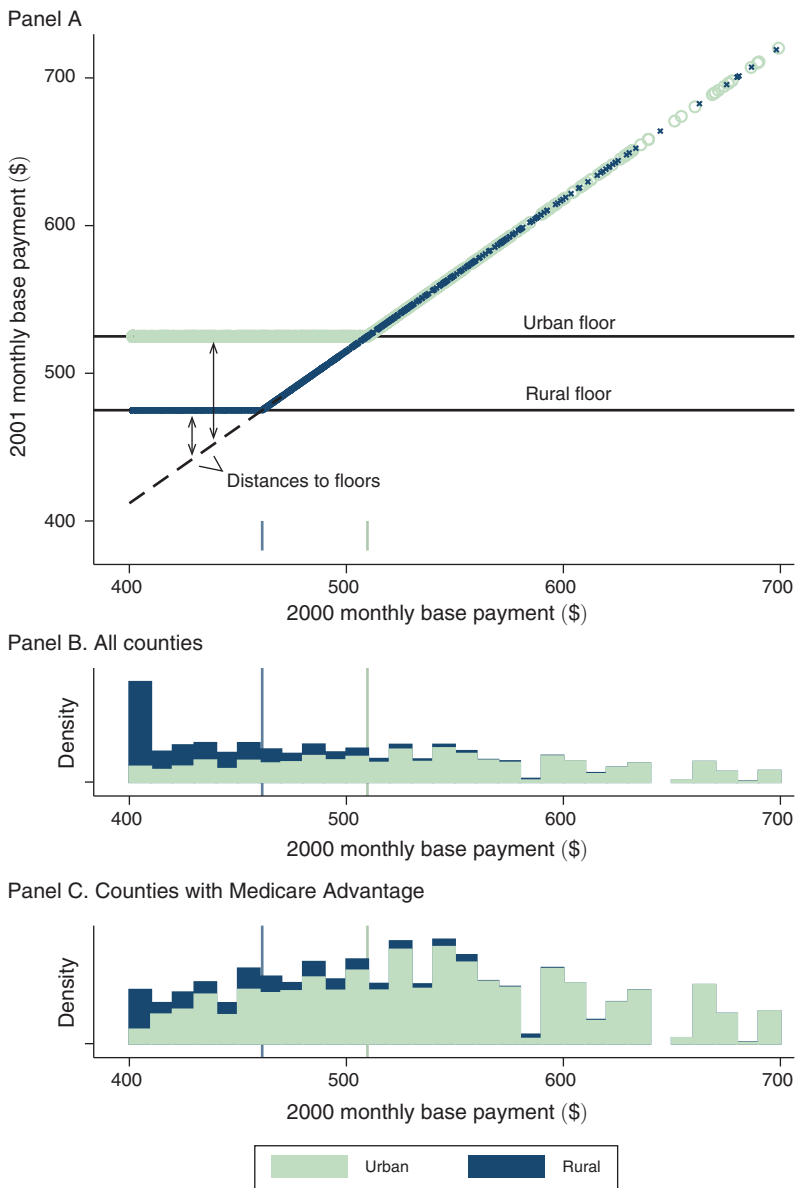 Panel A
2001 monthly base payment ($)
700
600
500
400
Urban floor
Rural floor
Distances to floors
400
500
600
700
2000 monthly base payment ($)
Panel B. All counties
Density
400
500
600
700
2000 monthly base payment ($)
Panel C. Counties with Medicare Advantage
Density
400
500
600
700
2000 monthly base payment ($)
Urban
Rural